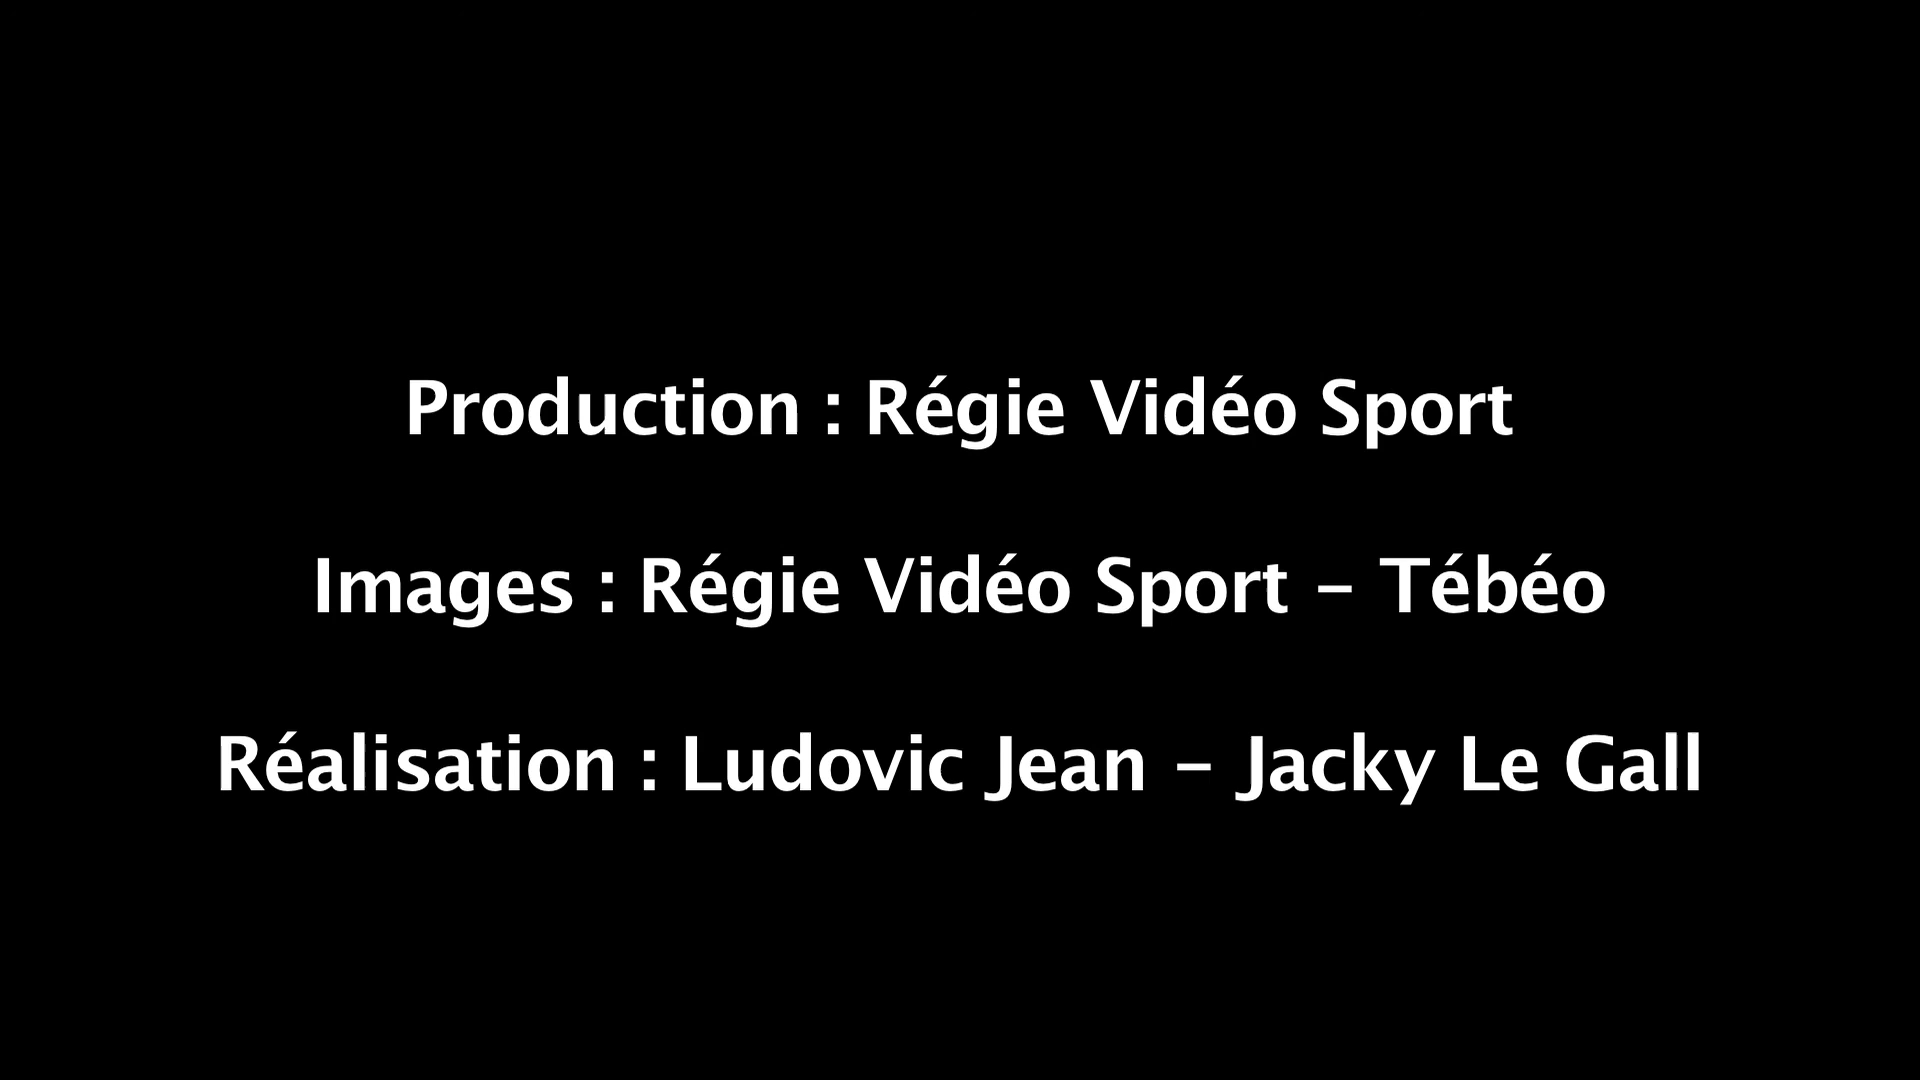 Production : Régie Vidéo Sport
Images : Régie Vidéo Sport - Tébéo
Réalisation : Ludovic Jean - Jacky Le Gall